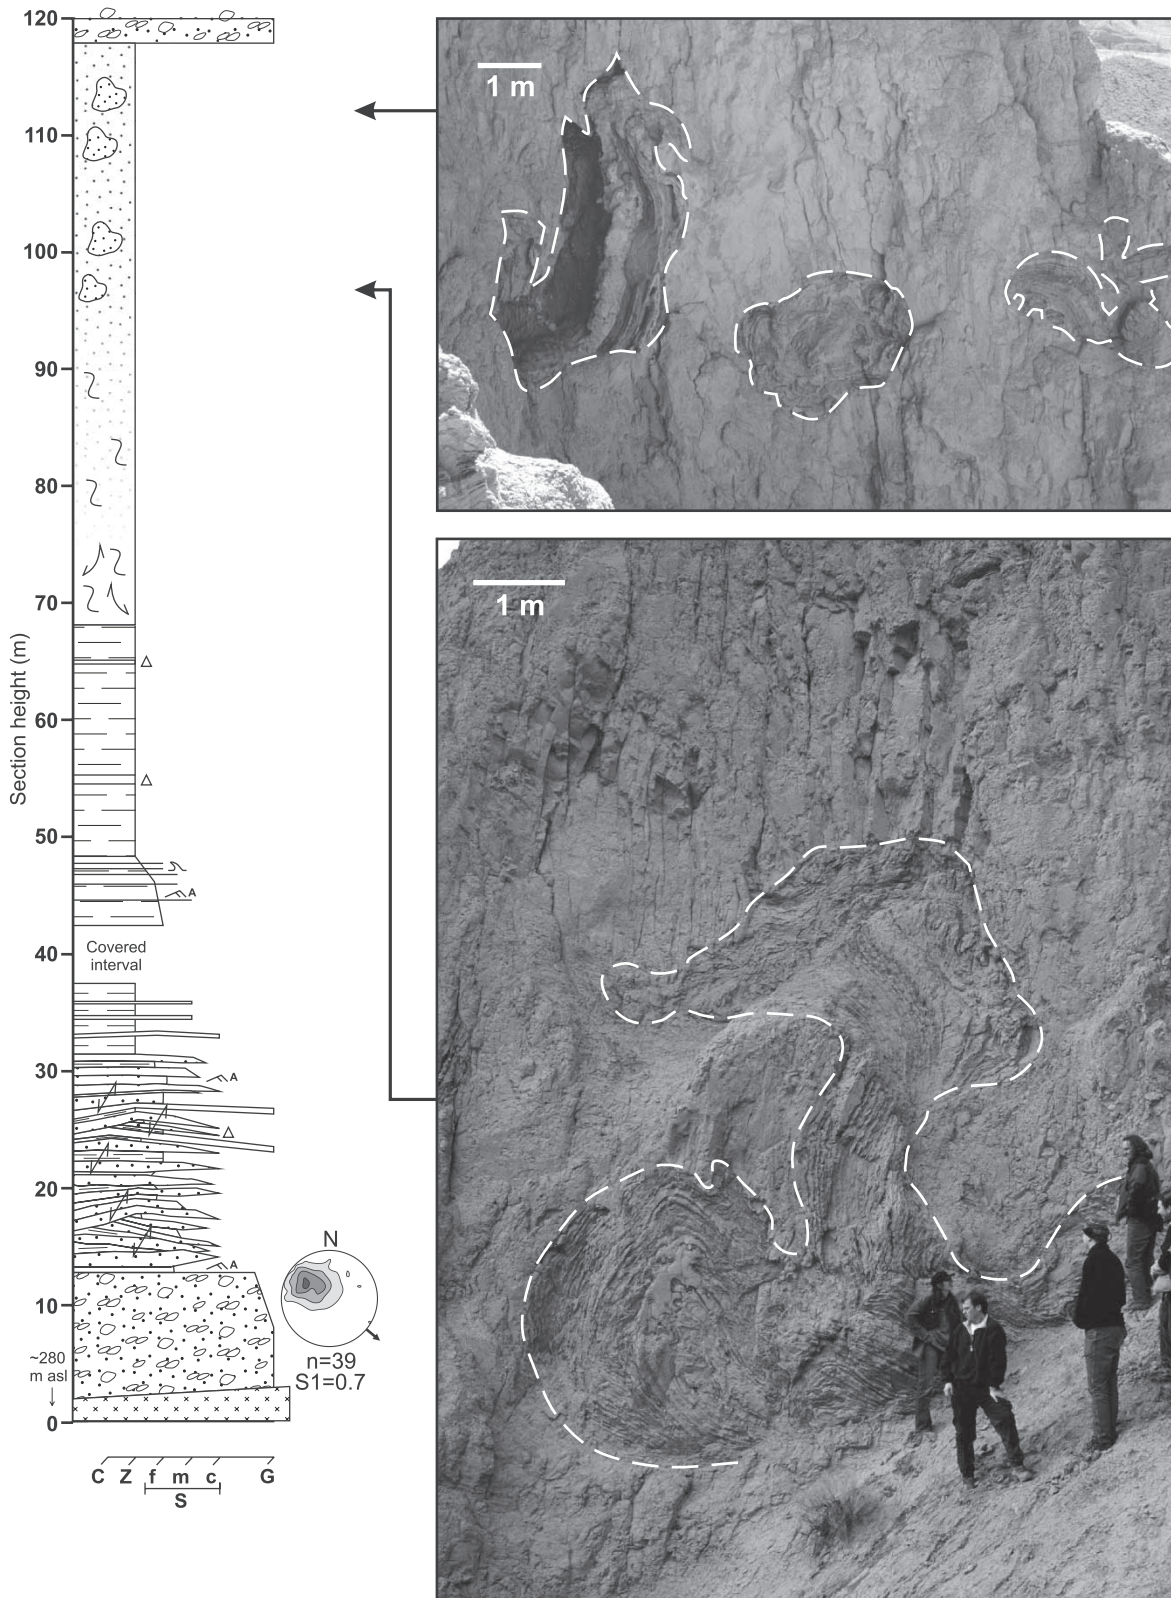 120
110
100
90
80
70
60
50
40
30
20
10
0
Section height (m)
Covered
interval
A
A
A
~280
m asl
N
n=39
S1=0.7
C Z f m c G
S
1 m
1 m